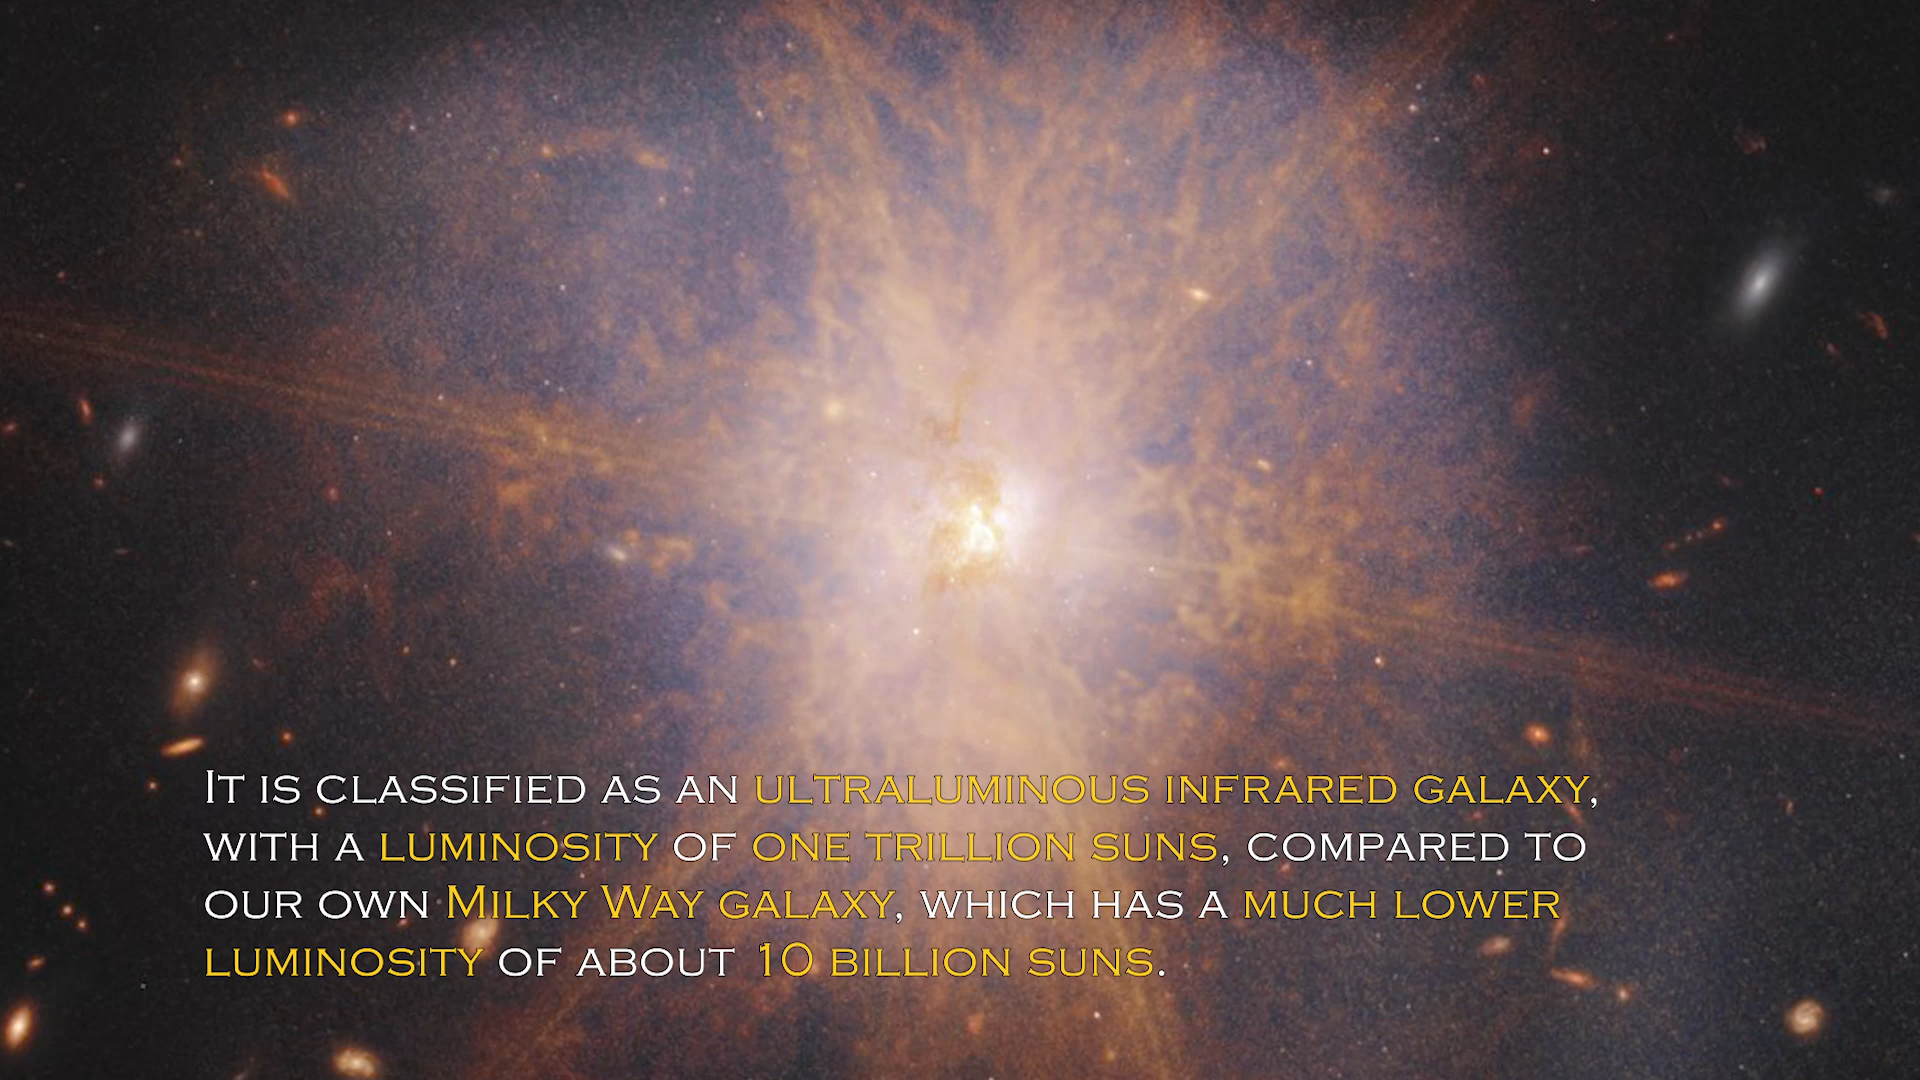 It is classified as an ultraluminous infrared galaxy,
with a luminosity of one trillion suns, compared to
our own Milky Way galaxy, which has a much lower
luminosity of about 10 billion suns.